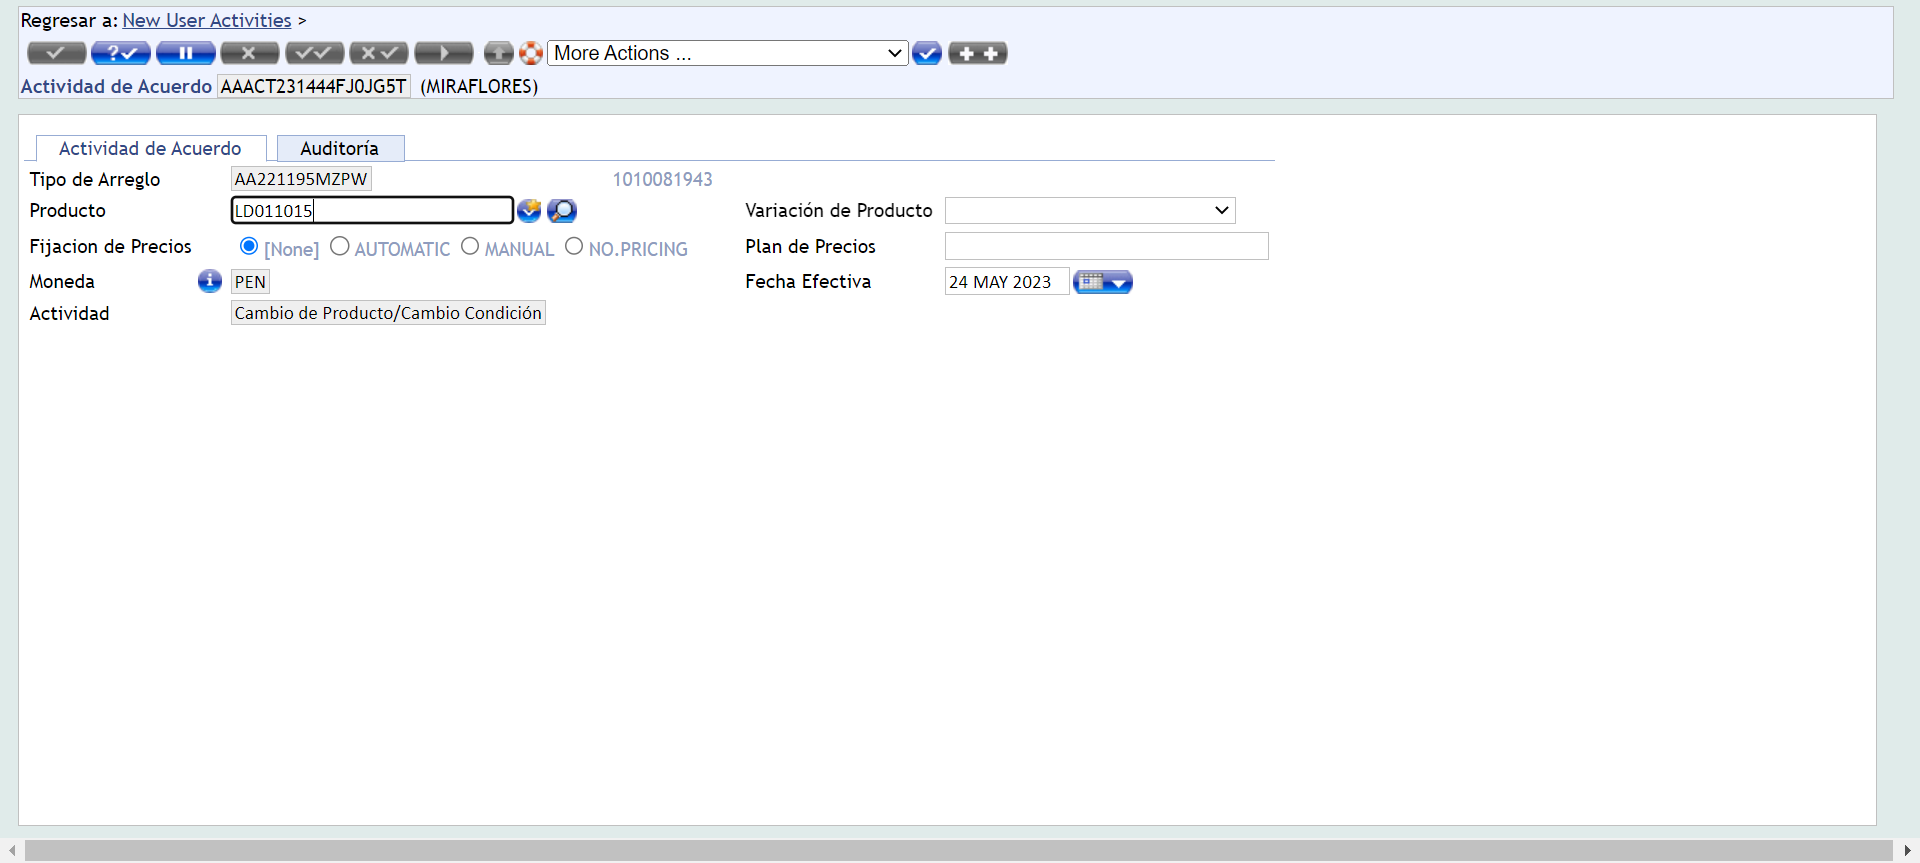 Regresar a: New User Activities >
More Actions ...
Actividad de Acuerdo AAACT231444FJ0JG5T (MIRAFLORES)
Actividad de Acuerdo Auditoría
Tipo de Arreglo AA221195MZPW 1010081943
Producto LD011015 Variación de Producto
Fijacion de Precios [None] AUTOMATIC MANUAL NO.PRICING Plan de Precios
Moneda PEN Fecha Efectiva 24 MAY 2023
Actividad Cambio de Producto/Cambio Condición